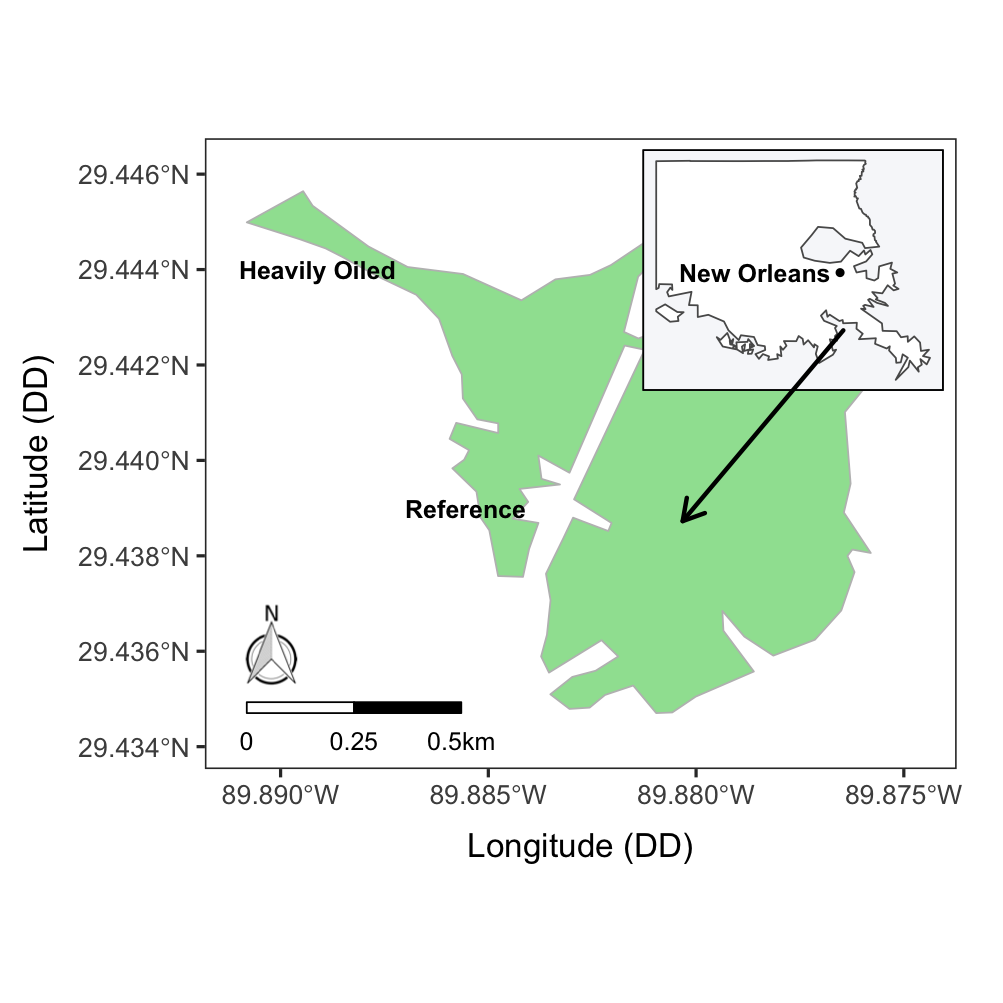 29.446°N
29.444°N
29.442°N
29.440°N
29.438°N
29.436°N
29.434°N
Latitude (DD)
Heavily Oiled
New Orleans
Reference
N
0 0.25 0.5km
89.890°W 89.885°W 89.880°W 89.875°W
Longitude (DD)